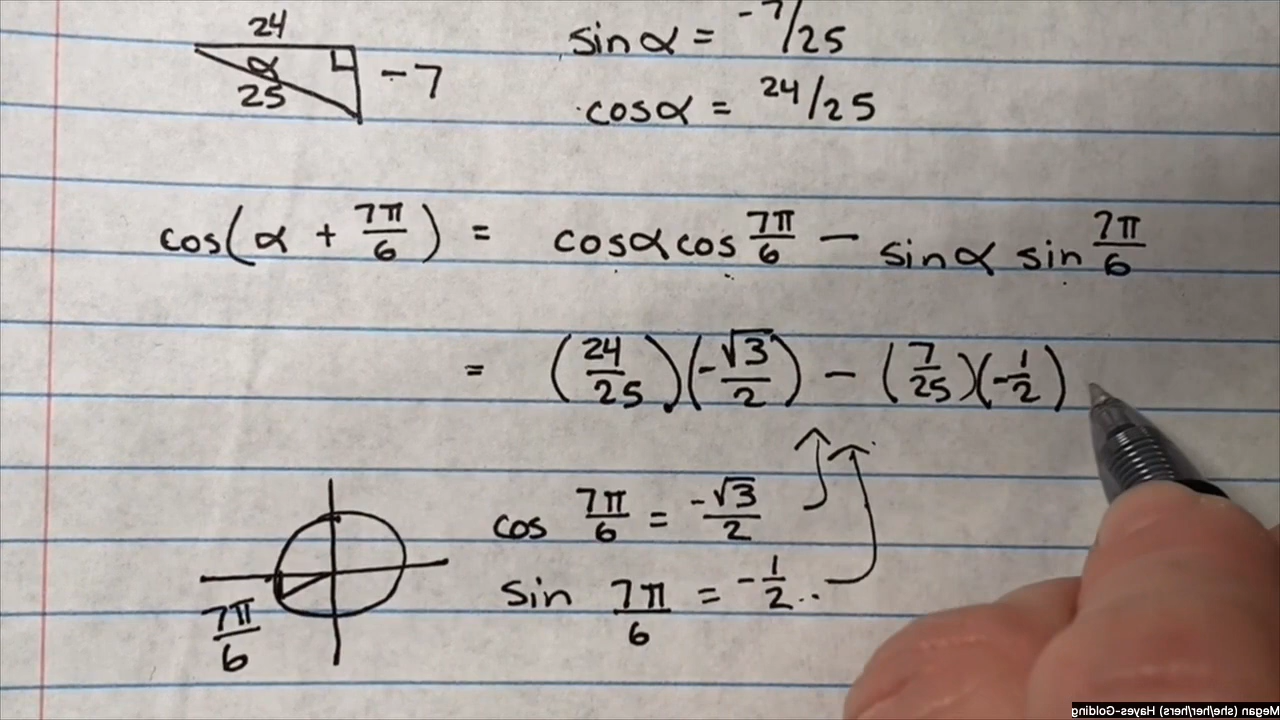 24
α
25
-7
sin α = -7/25
cos α = 24/25
cos(α + 7π/6) = cos α cos 7π/6 - sin α sin 7π/6
= (24/25)(-√3/2) - (7/25)(-1/2)
7π/6
cos 7π/6 = -√3/2
sin 7π/6 = -1/2
Megan (she/her/hers) Hayes-Golding